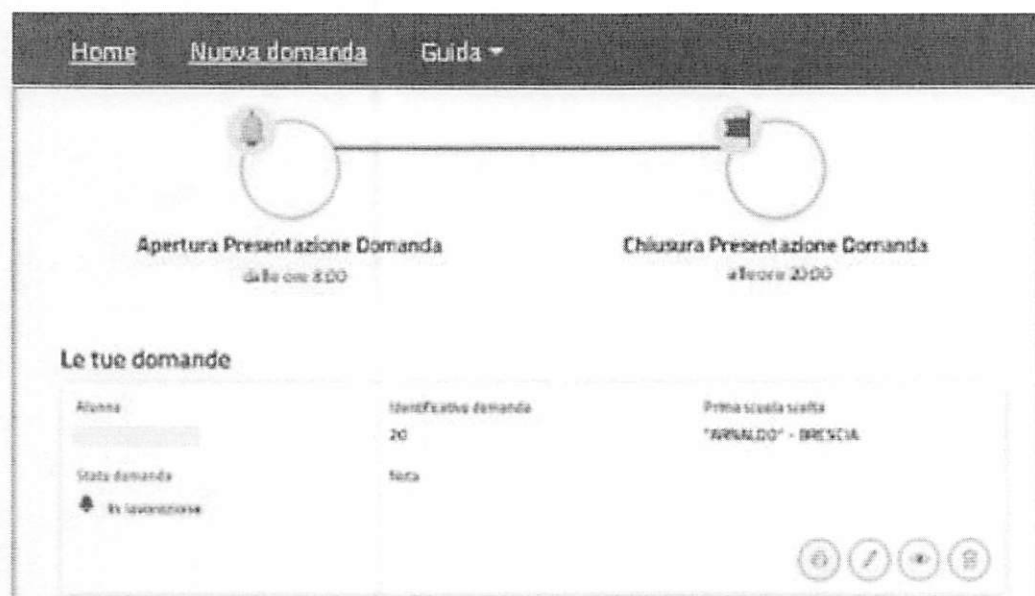 Home Nuova domanda Guida
Apertura Presentazione Domanda Chiusura Presentazione Domanda
dalle ore 8:00 alle ore 20:00
Le tue domande
Alunno Identificativo domanda Prima scuola scelta
20 "ARNALDO" - BRESCIA
Stato domanda Nota
In lavorazione